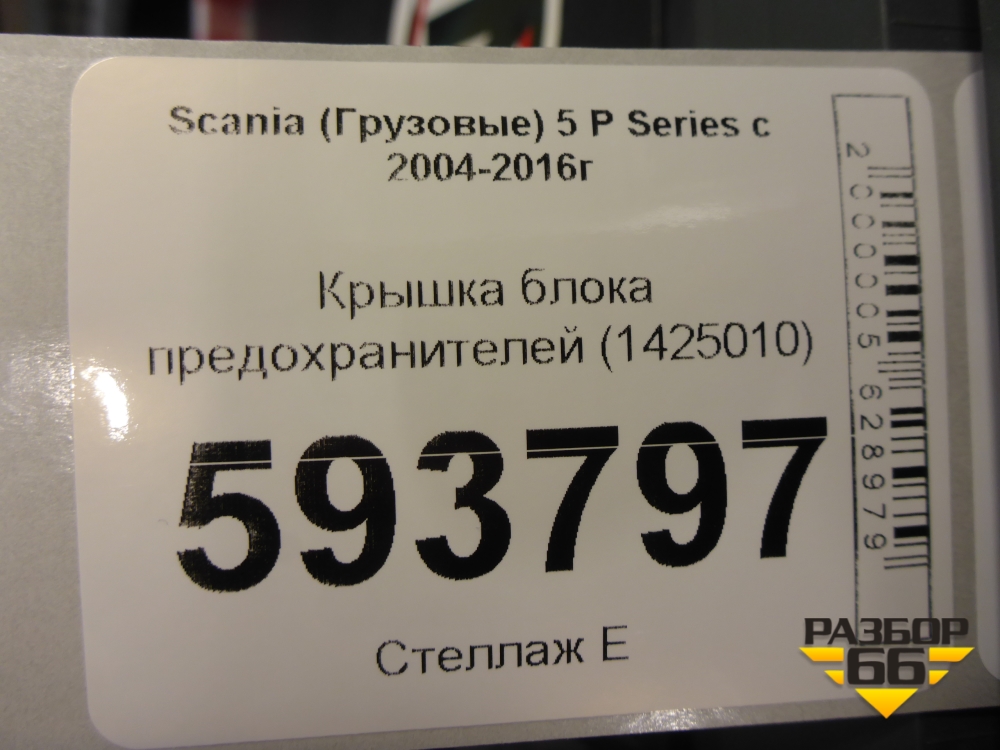 Scania (Грузовые) 5 P Series с
2004-2016г
Крышка блока
предохранителей (1425010)
593797
Стеллаж Е
2000005628979
РАЗБОР
66